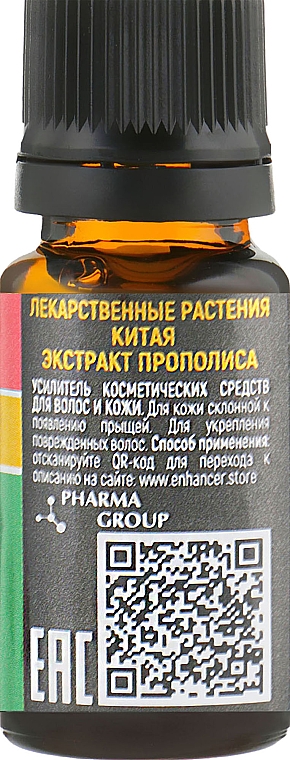 ЛЕКАРСТВЕННЫЕ РАСТЕНИЯ
КИТАЯ
ЭКСТРАКТ ПРОПОЛИСА
УСИЛИТЕЛЬ КОСМЕТИЧЕСКИХ СРЕДСТВ
ДЛЯ ВОЛОС И КОЖИ. Для кожи склонной к
появлению прыщей. Для укрепления
поврежденных волос. Способ применения:
отсканируйте QR-код для перехода к
описанию на сайте: www.enhancer.store
PHARMA
GROUP
EAC